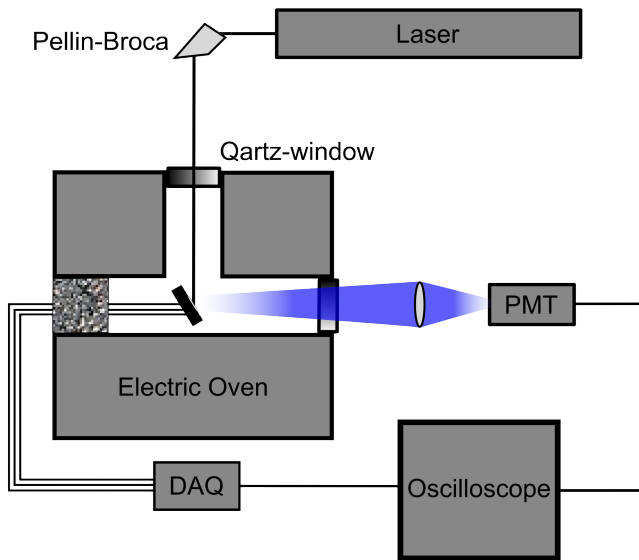 Laser
Pellin-Broca
Qartz-window
PMT
Electric Oven
DAQ
Oscilloscope